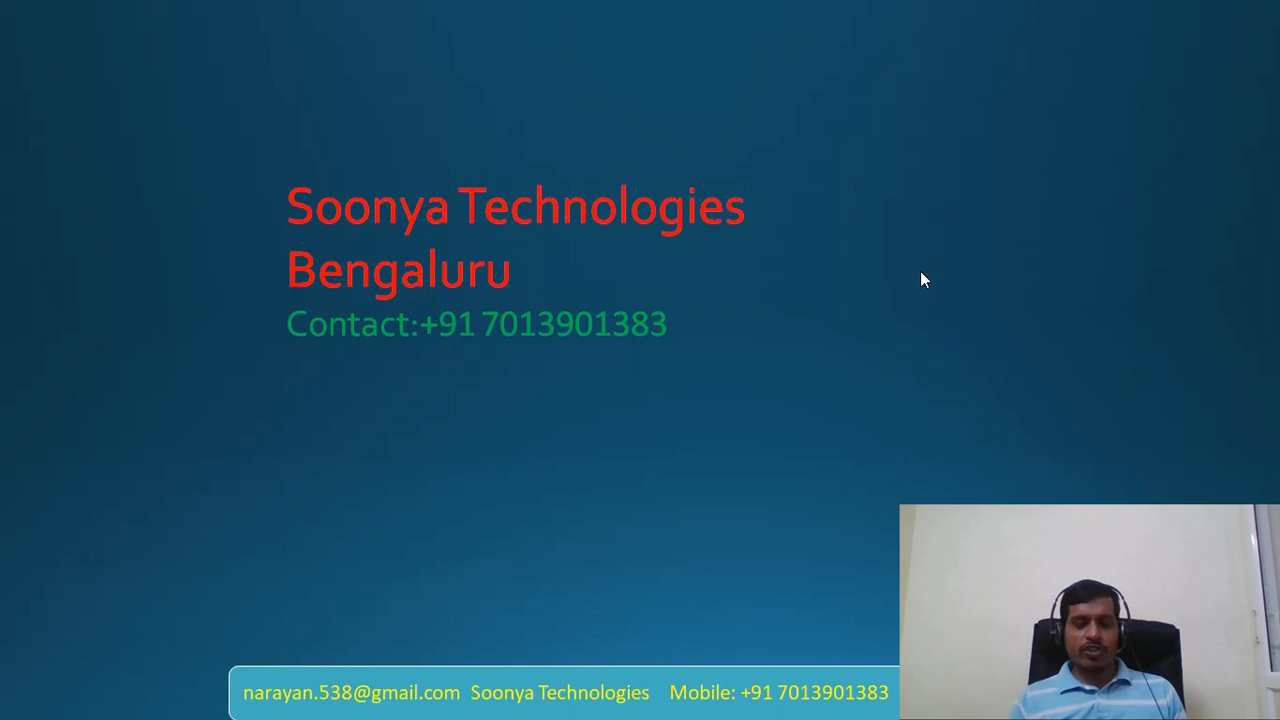 Soonya Technologies
Bengaluru
Contact:+91 7013901383
narayan.538@gmail.com Soonya Technologies Mobile: +91 7013901383